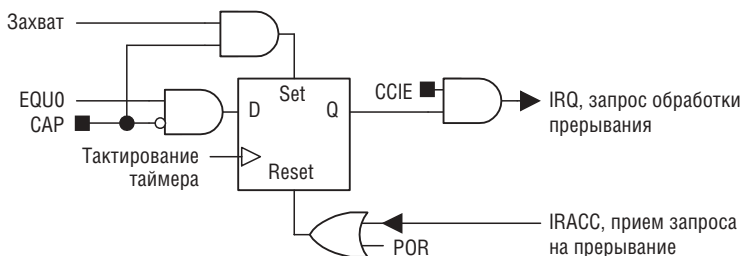 Захват
EQU0
CAP
Тактирование
таймера
Set
D
Q
Reset
CCIE
IRQ, запрос обработки
прерывания
IRACC, прием запроса
на прерывание
POR